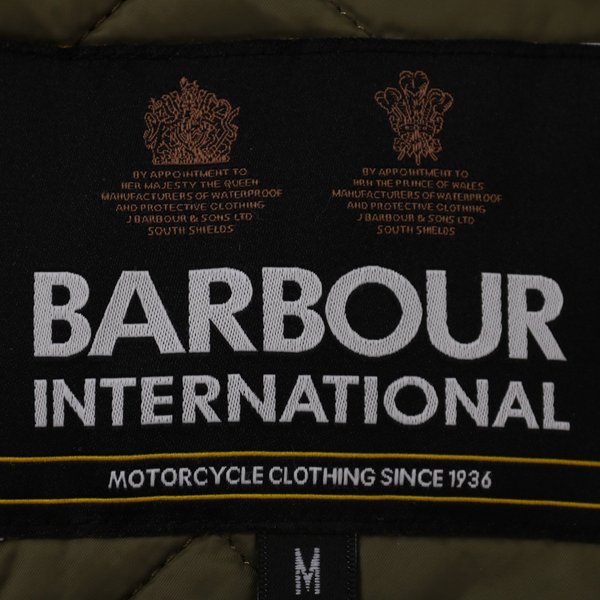 BY APPOINTMENT TO
HER MAJESTY THE QUEEN
MANUFACTURERS OF WATERPROOF
AND PROTECTIVE CLOTHING
J BARBOUR & SONS LTD
SOUTH SHIELDS
BY APPOINTMENT TO
HRH THE PRINCE OF WALES
MANUFACTURERS OF WATERPROOF
AND PROTECTIVE CLOTHING
J BARBOUR & SONS LTD
SOUTH SHIELDS
BARBOUR
INTERNATIONAL
MOTORCYCLE CLOTHING SINCE 1936
M